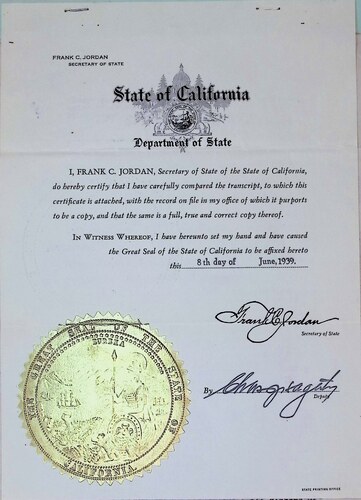 FRANK C. JORDAN
SECRETARY OF STATE
State of California
Department of State
I, FRANK C. JORDAN, Secretary of State of the State of California,
do hereby certify that I have carefully compared the transcript, to which this
certificate is attached, with the record on file in my office of which it purports
to be a copy, and that the same is a full, true and correct copy thereof.
IN WITNESS WHEREOF, I have hereunto set my hand and have caused
the Great Seal of the State of California to be affixed hereto
this 8th day of June, 1939.
Frank C. Jordan
Secretary of State
By
Deputy
THE GREAT SEAL OF THE STATE OF CALIFORNIA
EUREKA
STATE PRINTING OFFICE